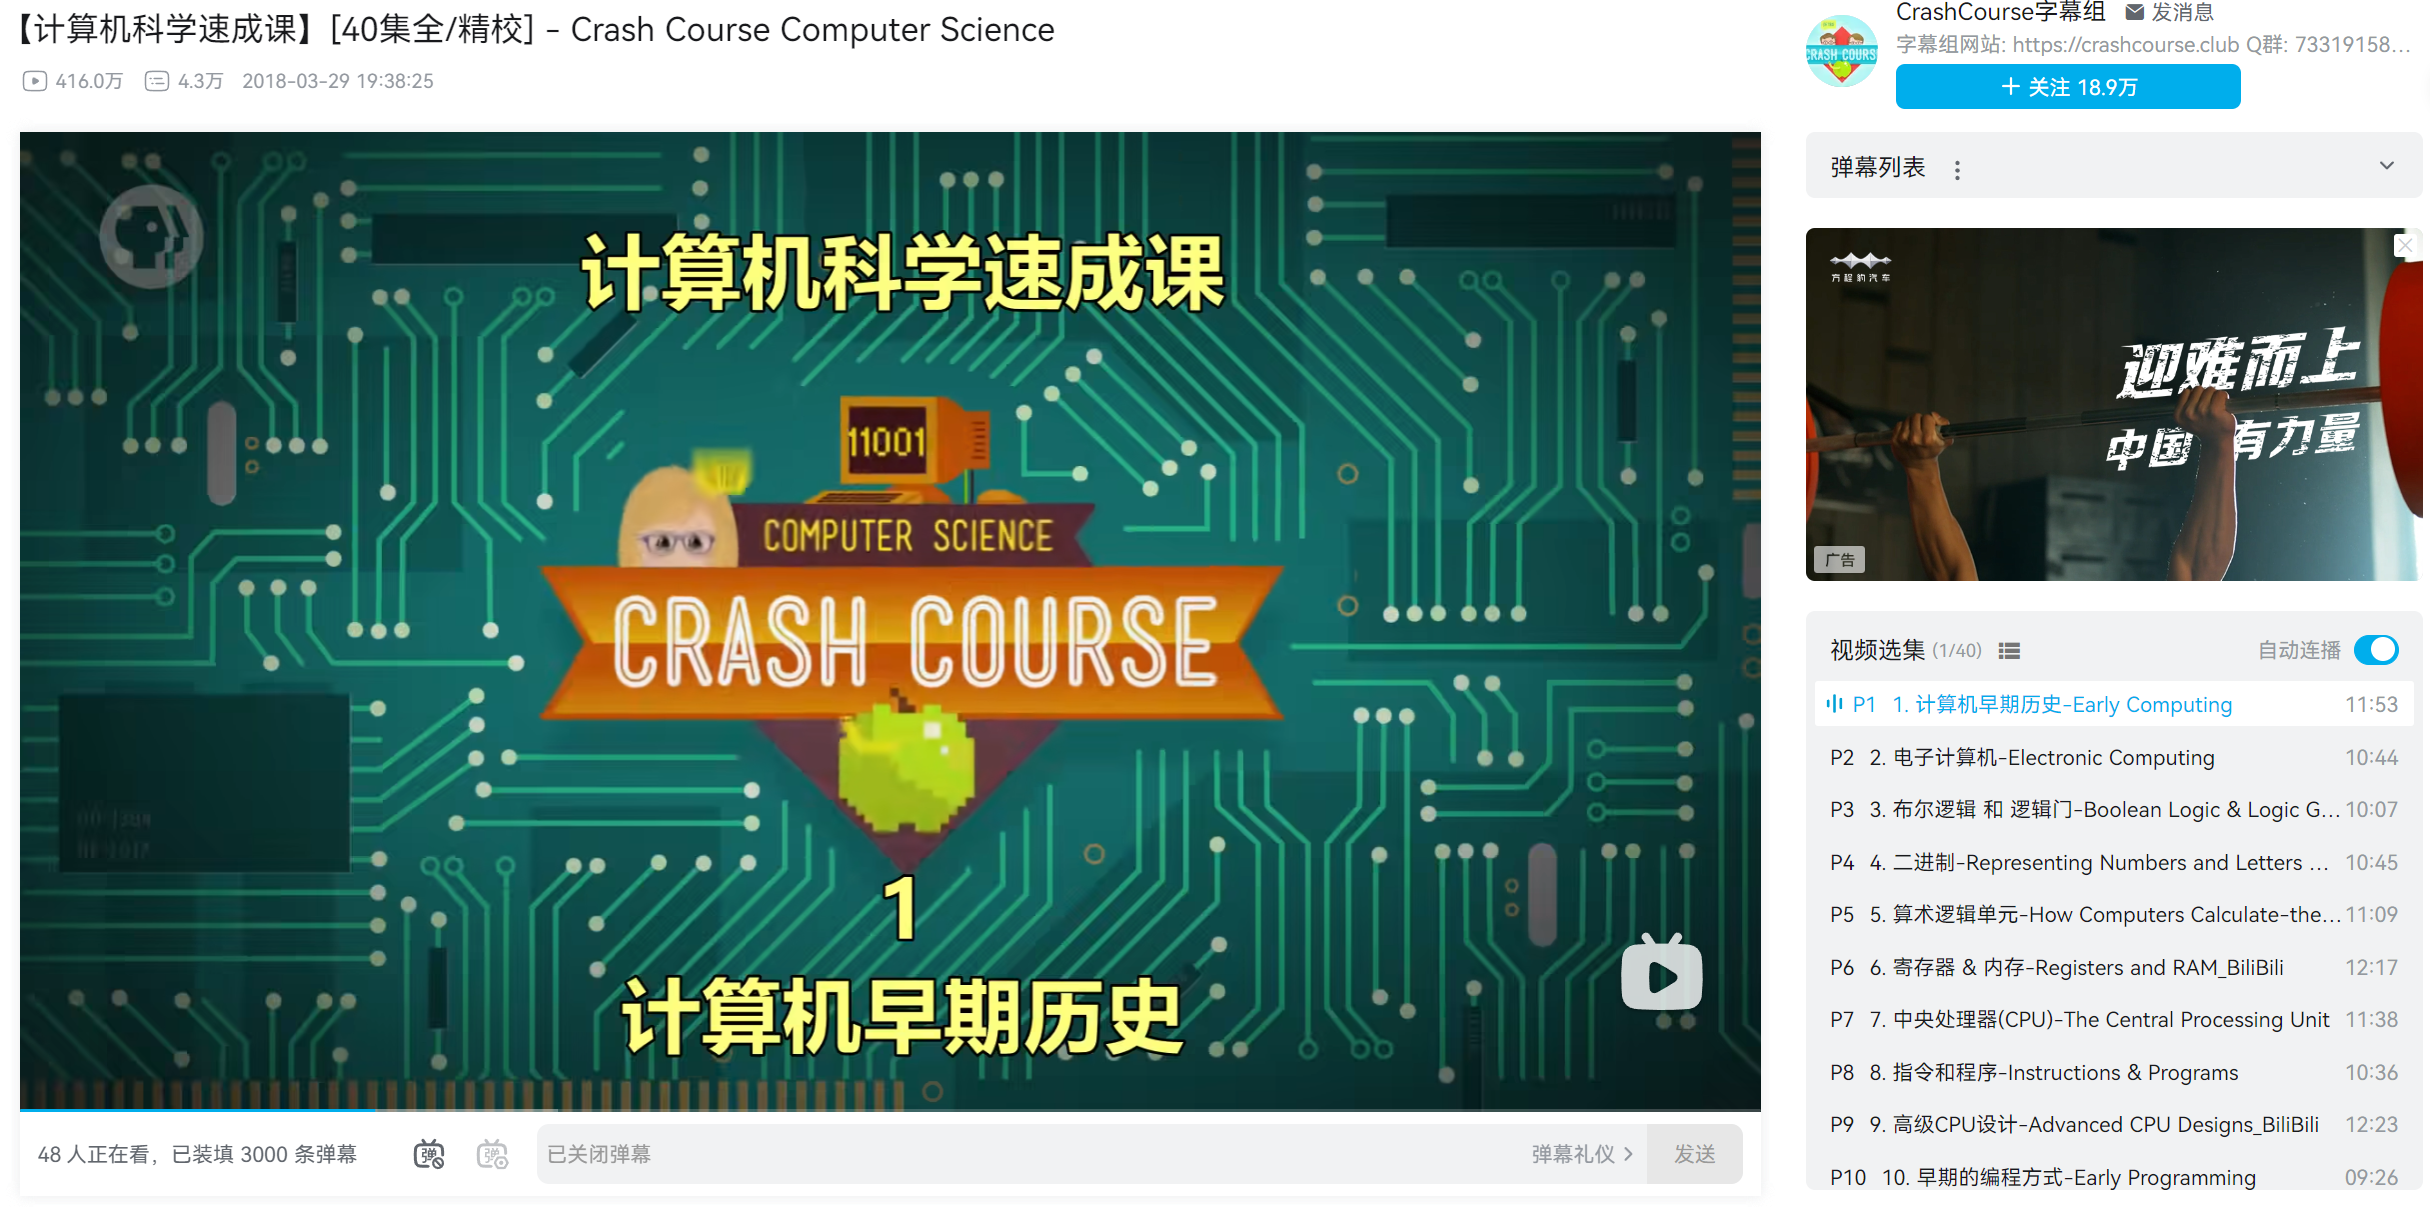 【计算机科学速成课】[40集全/精校] - Crash Course Computer Science
416.0万 4.3万 2018-03-29 19:38:25
CrashCourse字幕组 发消息
字幕组网站: https://crashcourse.club Q群: 73319158...
CRASH COURSE
+ 关注 18.9万
弹幕列表
计算机科学速成课
11001
COMPUTER SCIENCE
CRASH COURSE
1
计算机早期历史
方程豹汽车
迎难而上
中国有力量
广告
视频选集 (1/40) 自动连播
P1 1. 计算机早期历史-Early Computing 11:53
P2 2. 电子计算机-Electronic Computing 10:44
P3 3. 布尔逻辑 和 逻辑门-Boolean Logic & Logic G... 10:07
P4 4. 二进制-Representing Numbers and Letters ... 10:45
P5 5. 算术逻辑单元-How Computers Calculate-the... 11:09
P6 6. 寄存器 & 内存-Registers and RAM_BiliBili 12:17
P7 7. 中央处理器(CPU)-The Central Processing Unit 11:38
P8 8. 指令和程序-Instructions & Programs 10:36
P9 9. 高级CPU设计-Advanced CPU Designs_BiliBili 12:23
P10 10. 早期的编程方式-Early Programming 09:26
48 人正在看，已装填 3000 条弹幕
弹 弹
已关闭弹幕 弹幕礼仪 > 发送